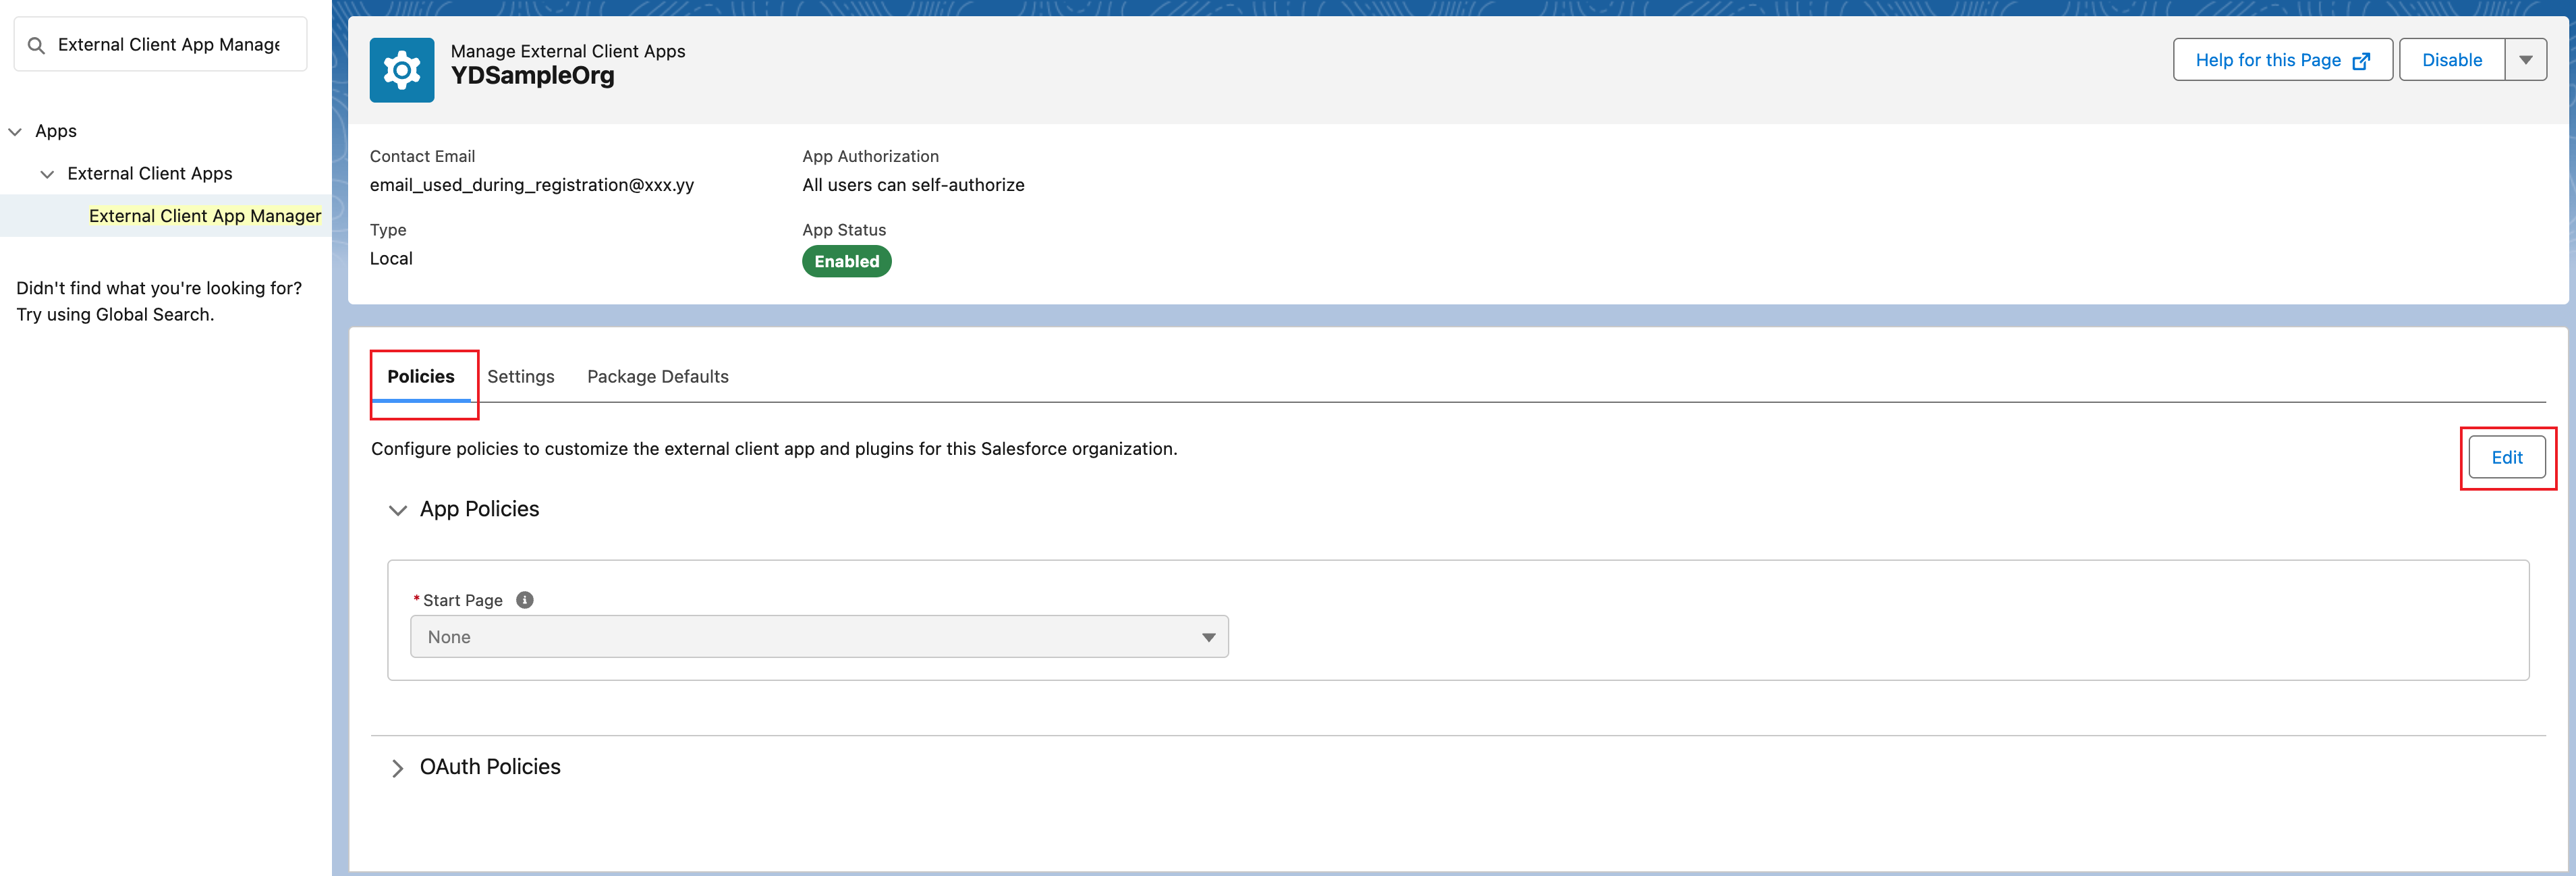 External Client App Manage
Apps
External Client Apps
External Client App Manager
Didn't find what you're looking for?
Try using Global Search.
Manage External Client Apps
YDSampleOrg
Help for this Page
Disable
Contact Email
email_used_during_registration@xxx.yy
App Authorization
All users can self-authorize
Type
Local
App Status
Enabled
Policies
Settings
Package Defaults
Configure policies to customize the external client app and plugins for this Salesforce organization.
Edit
App Policies
* Start Page
None
OAuth Policies